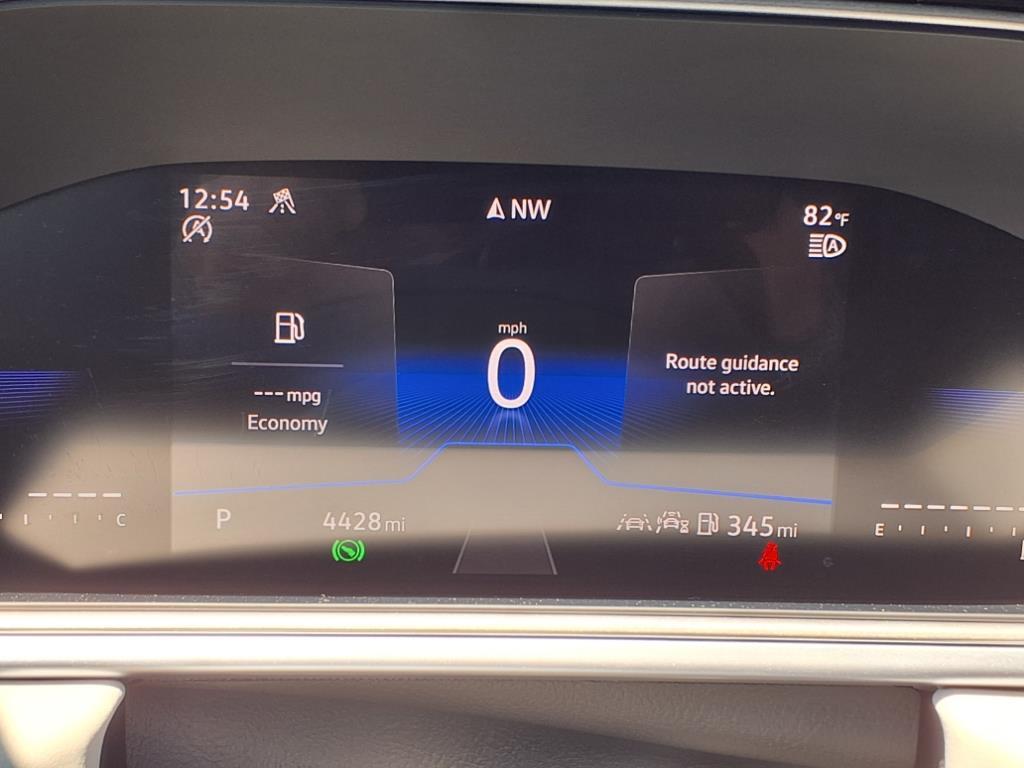 12:54
NW
82°F
A
A
mph
0
Route guidance
not active.
--- mpg
Economy
C
P
4428 mi
345 mi
E